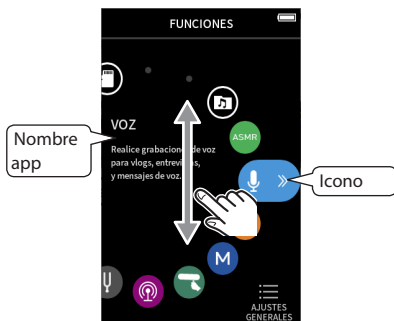 FUNCIONES
ASMR
VOZ
Realice grabaciones de voz
para vlogs, entrevistas,
y mensajes de voz.
Nombre
app
Icono
M
AJUSTES
GENERALES